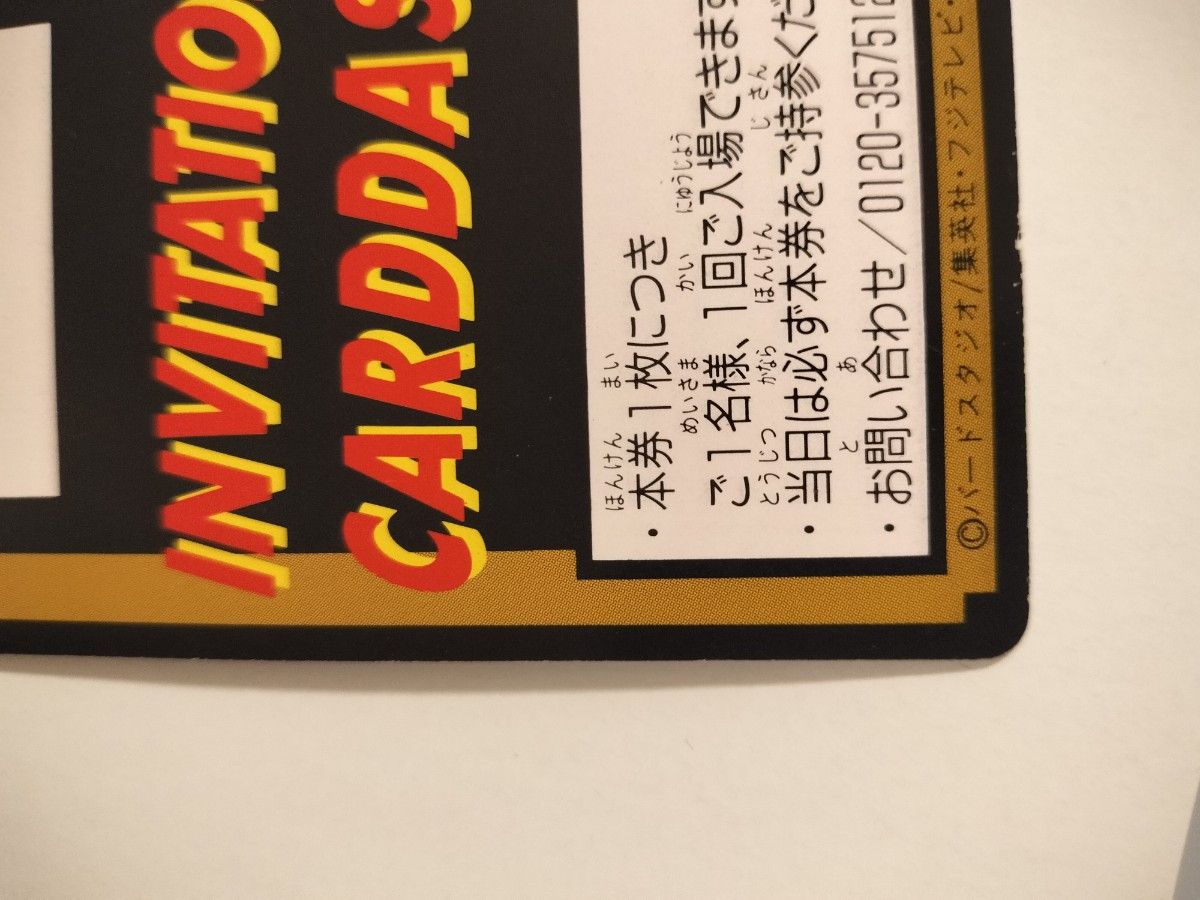 INVITATIO
CARDDAS
・本券1枚につき
ご1名様、1回ご入場できます
・当日は必ず本券をご持参くだ
・お問い合わせ/0120-357512
©バードスタジオ/集英社・フジテレビ・